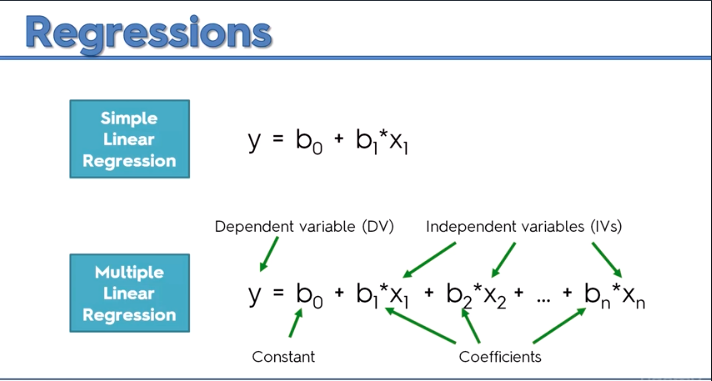 Regressions
Simple
Linear
Regression
y = b₀ + b₁*x₁
Dependent variable (DV)
Independent variables (IVs)
Multiple
Linear
Regression
y = b₀ + b₁*x₁ + b₂*x₂ + ... + bₙ*xₙ
Constant
Coefficients